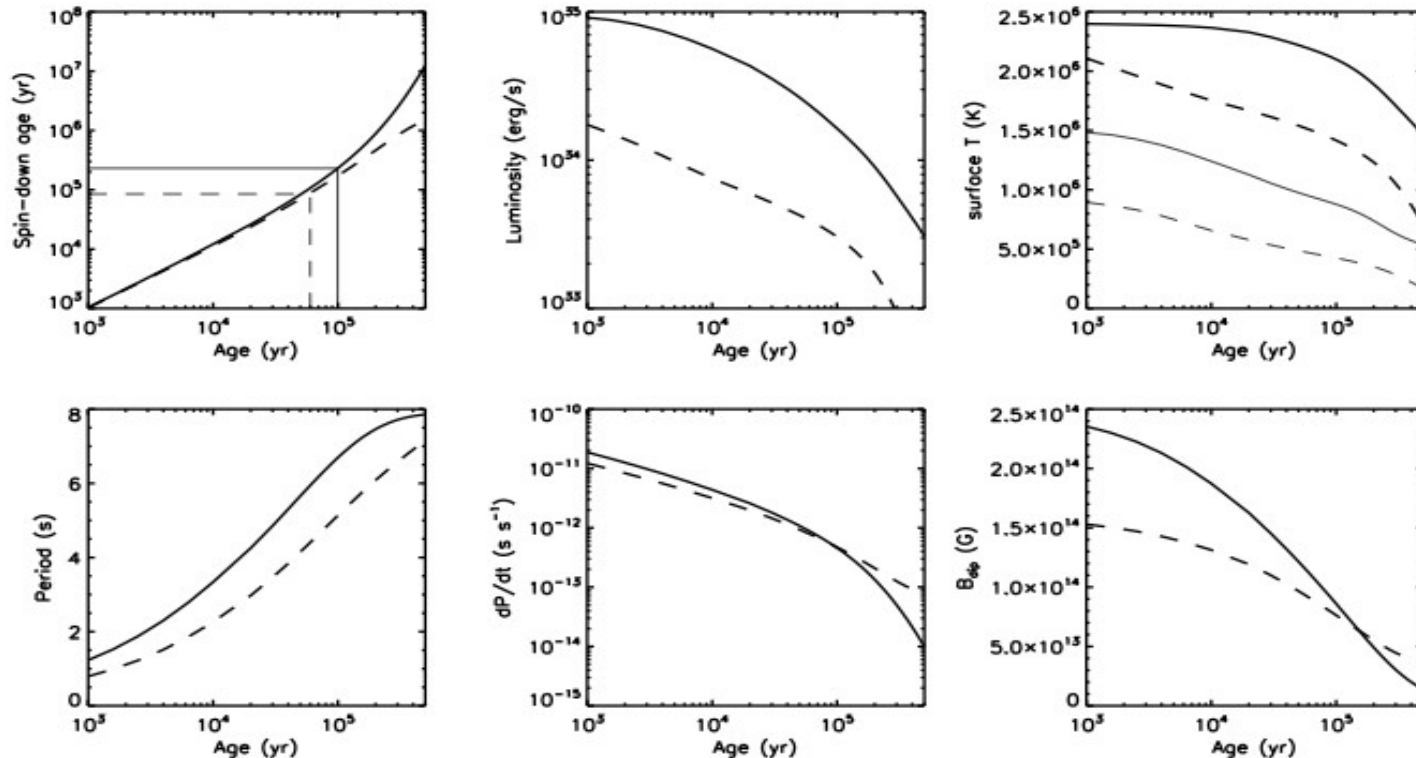 10⁸
10⁷
10⁶
10⁵
10⁴
10³
Spin-down age (yr)
10³ 10⁴ 10⁵
Age (yr)
10³⁵
10³⁴
10³³
Luminosity (erg/s)
10³ 10⁴ 10⁵
Age (yr)
2.5×10⁶
2.0×10⁶
1.5×10⁶
1.0×10⁶
5.0×10⁵
0
surface T (K)
10³ 10⁴ 10⁵
Age (yr)
8
6
4
2
0
Period (s)
10³ 10⁴ 10⁵
Age (yr)
10⁻¹⁰
10⁻¹¹
10⁻¹²
10⁻¹³
10⁻¹⁴
10⁻¹⁵
dP/dt (s s⁻¹)
10³ 10⁴ 10⁵
Age (yr)
2.5×10¹⁴
2.0×10¹⁴
1.5×10¹⁴
1.0×10¹⁴
5.0×10¹³
0
B_dip (G)
10³ 10⁴ 10⁵
Age (yr)